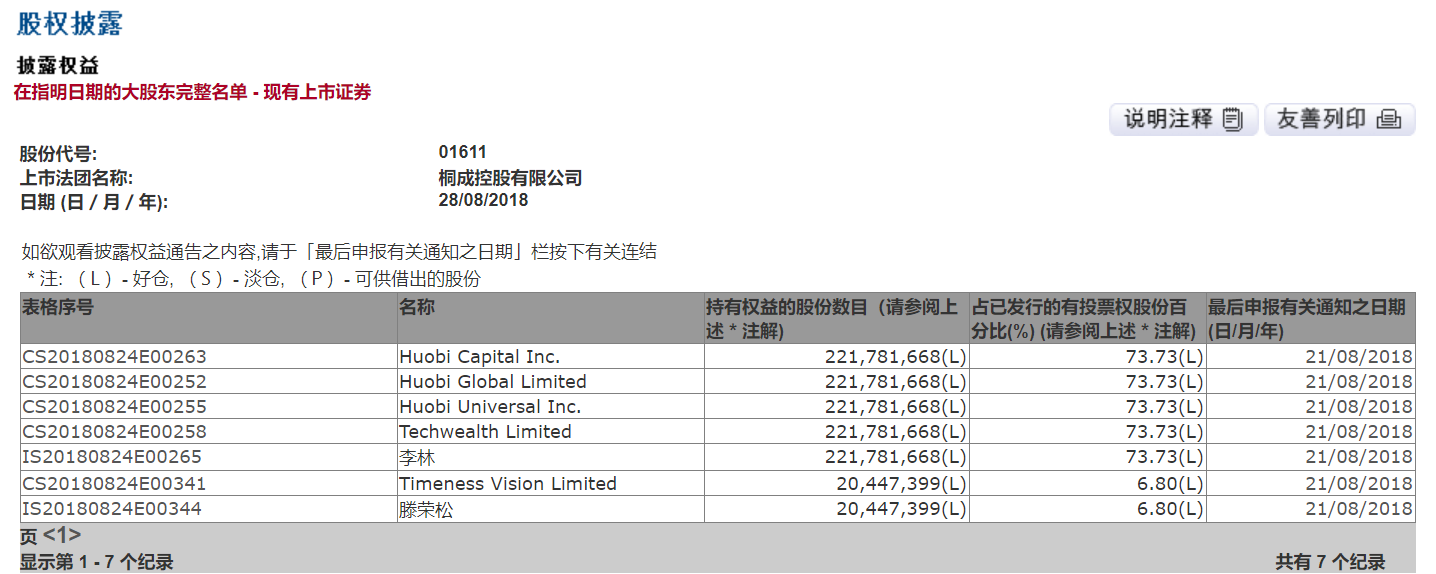 股权披露
披露权益
在指明日期的大股东完整名单 - 现有上市证券
说明注释 友善列印
股份代号: 01611
上市法团名称: 桐成控股有限公司
日期 (日 / 月 / 年): 28/08/2018
如欲观看披露权益通告之内容,请于「最后申报有关通知之日期」栏按下有关连结
* 注: （L）- 好仓, （S）- 淡仓, （P）- 可供借出的股份
表格序号 名称 持有权益的股份数目 (请参阅上 占已发行的有投票权股份百 最后申报有关通知之日期
述 * 注解) 分比(%) (请参阅上述 * 注解) (日/月/年)
CS20180824E00263 Huobi Capital Inc. 221,781,668(L) 73.73(L) 21/08/2018
CS20180824E00252 Huobi Global Limited 221,781,668(L) 73.73(L) 21/08/2018
CS20180824E00255 Huobi Universal Inc. 221,781,668(L) 73.73(L) 21/08/2018
CS20180824E00258 Techwealth Limited 221,781,668(L) 73.73(L) 21/08/2018
IS20180824E00265 李林 221,781,668(L) 73.73(L) 21/08/2018
CS20180824E00341 Timeness Vision Limited 20,447,399(L) 6.80(L) 21/08/2018
IS20180824E00344 滕荣松 20,447,399(L) 6.80(L) 21/08/2018
页 <1>
显示第 1 - 7 个纪录 共有 7 个纪录